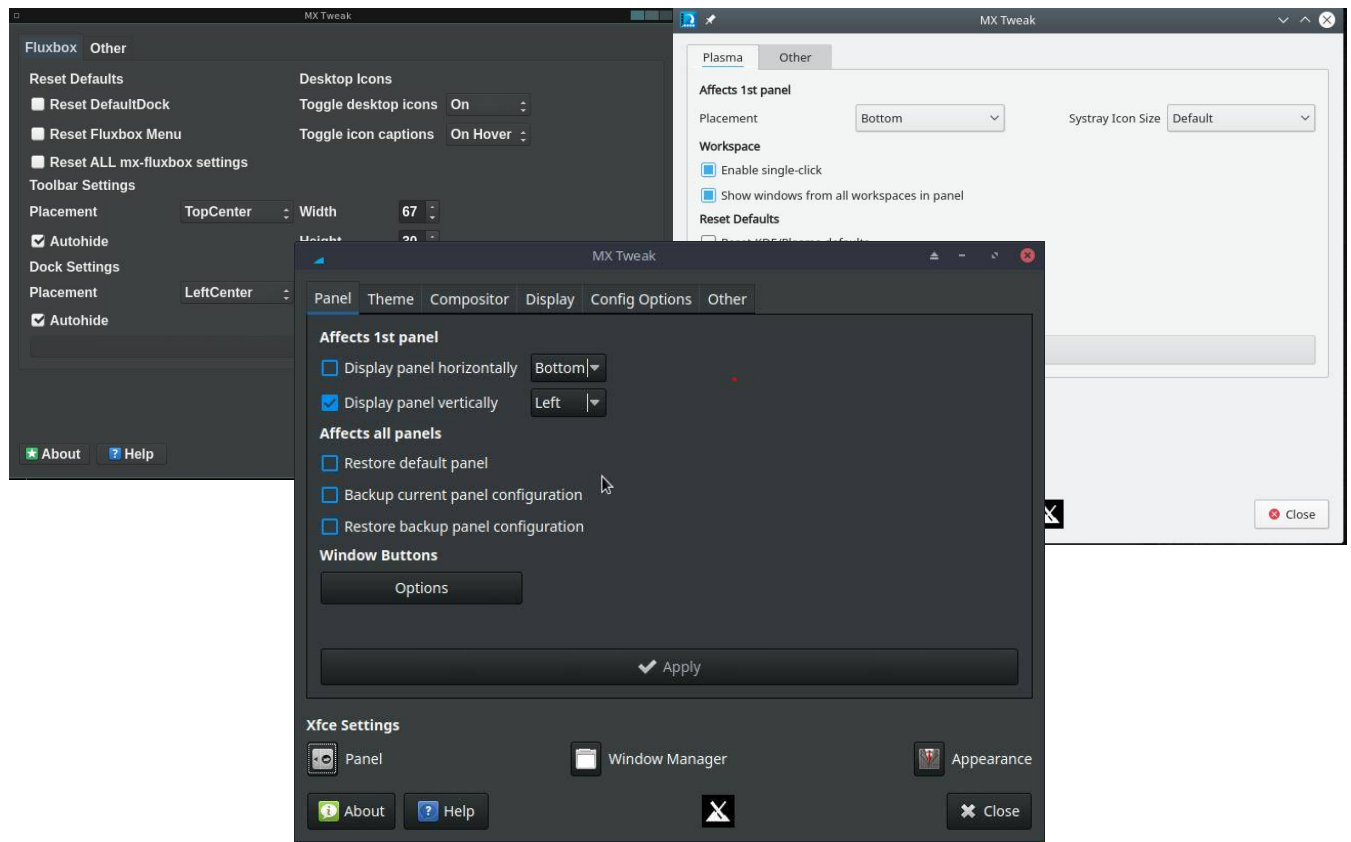 MX Tweak
Fluxbox Other
Reset Defaults
Reset DefaultDock
Reset Fluxbox Menu
Reset ALL mx-fluxbox settings
Desktop Icons
Toggle desktop icons On
Toggle icon captions On Hover
Toolbar Settings
Placement TopCenter Width 67
Autohide Height 30
Dock Settings
Placement LeftCenter
Autohide
About Help
MX Tweak
Plasma Other
Affects 1st panel
Placement Bottom Systray Icon Size Default
Workspace
Enable single-click
Show windows from all workspaces in panel
Reset Defaults
Reset KDE/Plasma defaults
Close
MX Tweak
Panel Theme Compositor Display Config Options Other
Affects 1st panel
Display panel horizontally Bottom
Display panel vertically Left
Affects all panels
Restore default panel
Backup current panel configuration
Restore backup panel configuration
Window Buttons
Options
Apply
Xfce Settings
Panel Window Manager Appearance
About Help Close